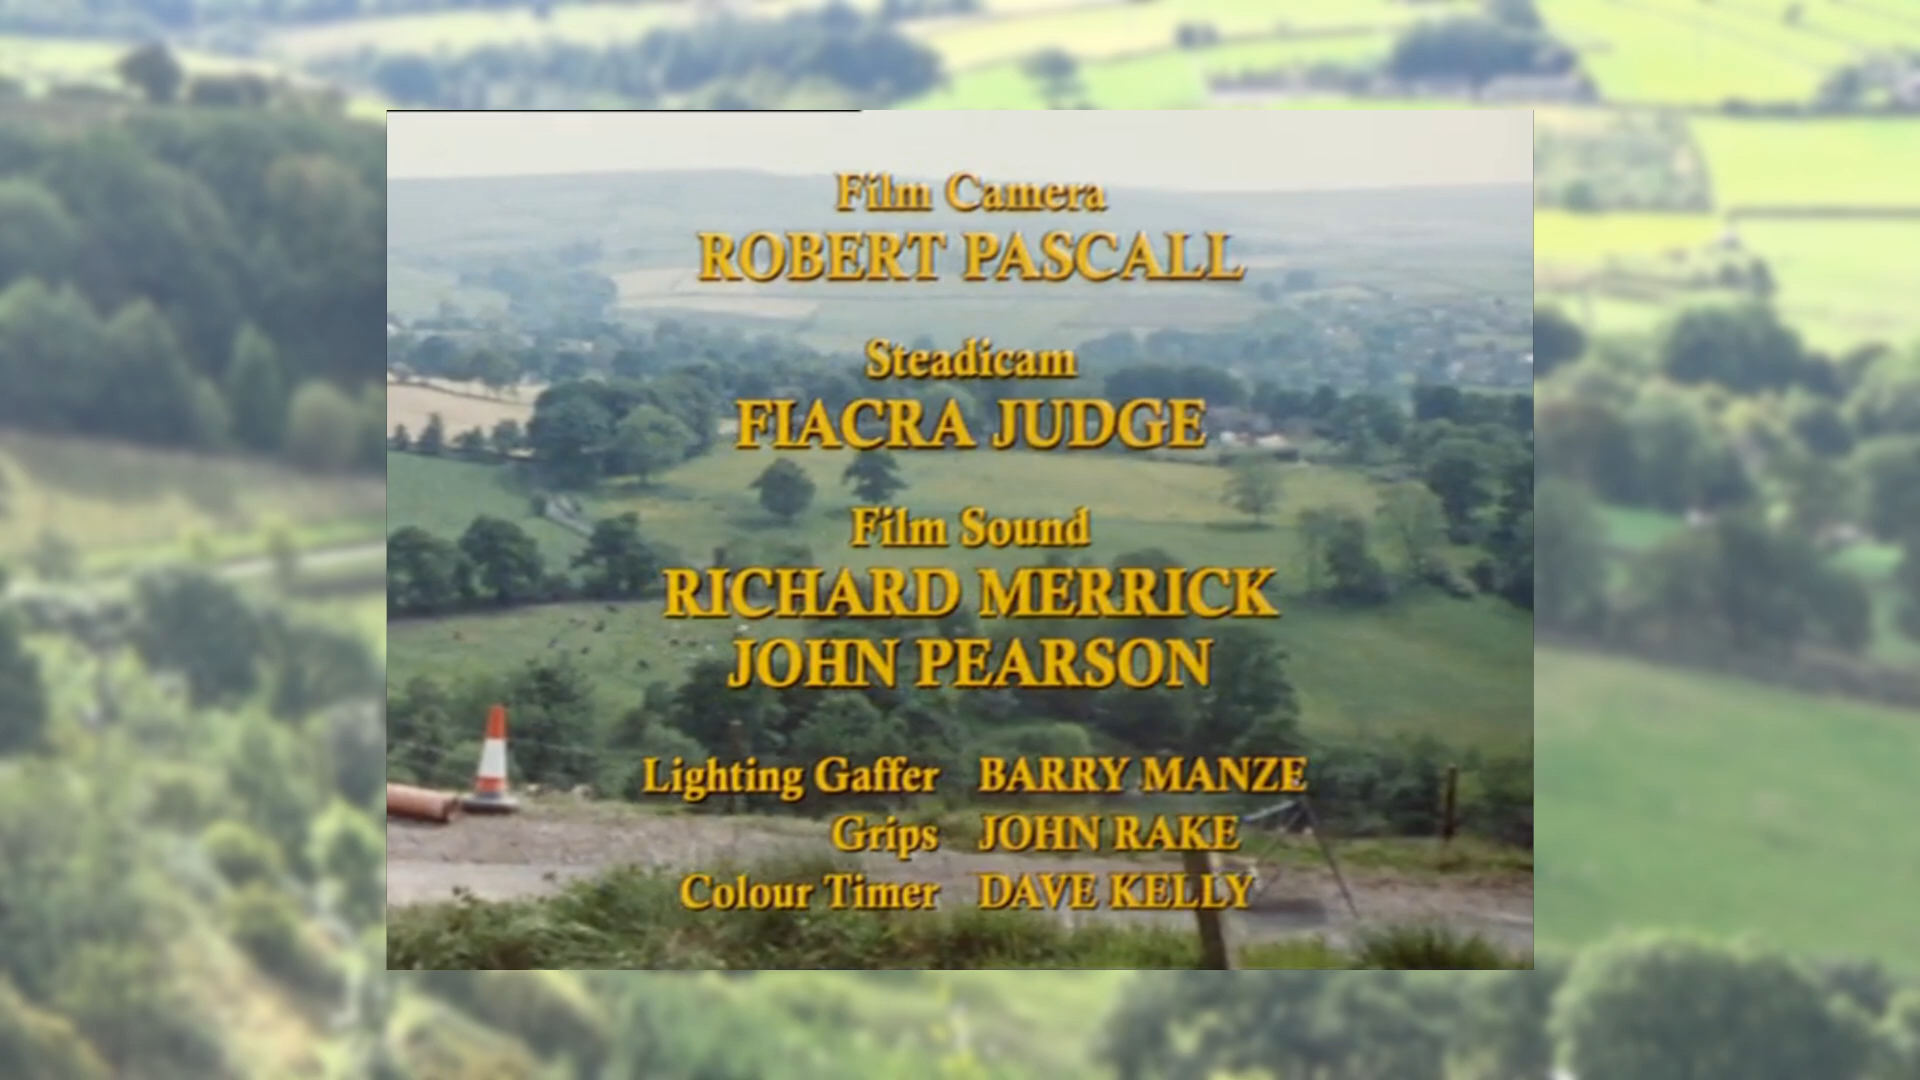 Film Camera
ROBERT PASCALL
Steadicam
FIACRA JUDGE
Film Sound
RICHARD MERRICK
JOHN PEARSON
Lighting Gaffer BARRY MANZE
Grips JOHN RAKE
Colour Timer DAVE KELLY